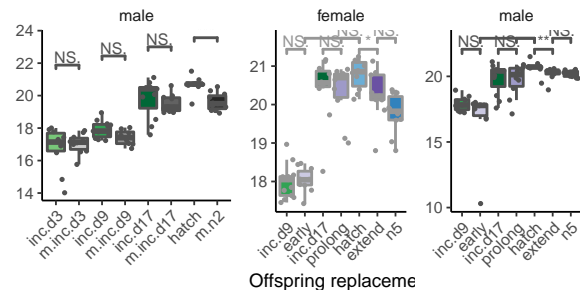 male
24
22
20
18
16
14
NS.
NS.
NS.
inc.d3
m.inc.d3
inc.d9
m.inc.d9
inc.d17
m.inc.d17
hatch
m.n2
female
21
20
19
18
NS.
NS.
NS.
*
NS.
inc.d9
early
inc.d17
prolong
hatch
extend
n5
Offspring replaceme
male
20
15
10
NS.
NS.
NS.
**
NS.
inc.d9
early
inc.d17
prolong
hatch
extend
n5